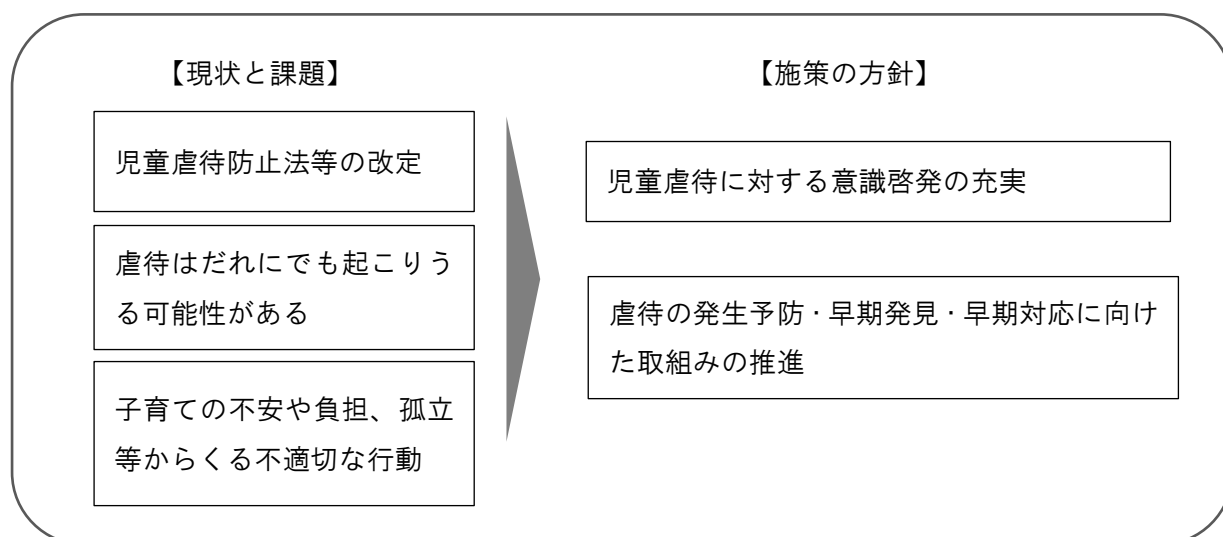 【現状と課題】
児童虐待防止法等の改定
虐待はだれにでも起こりう
る可能性がある
子育ての不安や負担、孤立
等からくる不適切な行動
【施策の方針】
児童虐待に対する意識啓発の充実
虐待の発生予防・早期発見・早期対応に向け
た取組みの推進